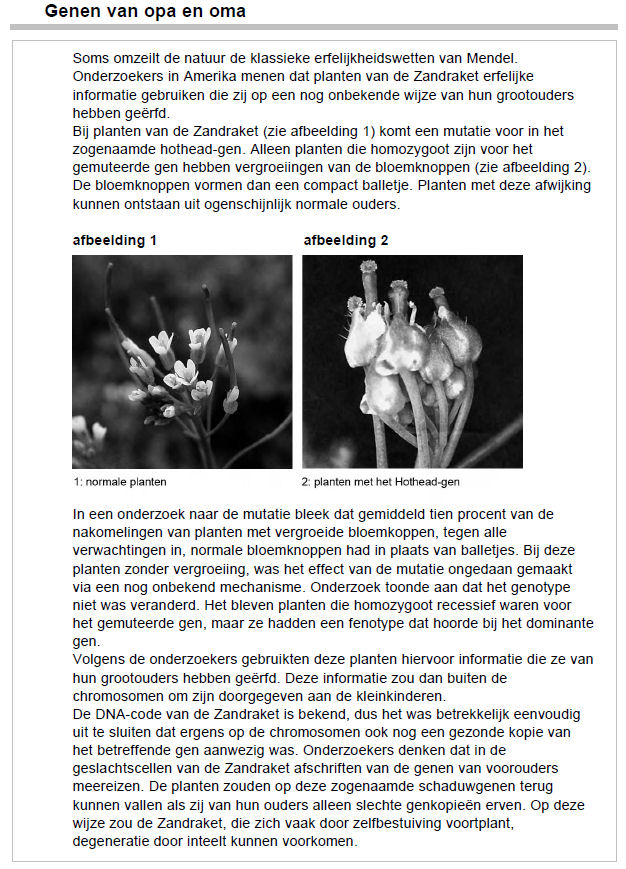 Genen van opa en oma
Soms omzeilt de natuur de klassieke erfelijkheidswetten van Mendel.
Onderzoekers in Amerika menen dat planten van de Zandraket erfelijke
informatie gebruiken die zij op een nog onbekende wijze van hun grootouders
hebben geërfd.
Bij planten van de Zandraket (zie afbeelding 1) komt een mutatie voor in het
zogenaamde hothead-gen. Alleen planten die homozygoot zijn voor het
gemuteerde gen hebben vergroeiingen van de bloemknoppen (zie afbeelding 2).
De bloemknoppen vormen dan een compact balletje. Planten met deze afwijking
kunnen ontstaan uit ogenschijnlijk normale ouders.
afbeelding 1 afbeelding 2
1: normale planten 2: planten met het Hothead-gen
In een onderzoek naar de mutatie bleek dat gemiddeld tien procent van de
nakomelingen van planten met vergroeide bloemkoppen, tegen alle
verwachtingen in, normale bloemknoppen had in plaats van balletjes. Bij deze
planten zonder vergroeiing, was het effect van de mutatie ongedaan gemaakt
via een nog onbekend mechanisme. Onderzoek toonde aan dat het genotype
niet was veranderd. Het bleven planten die homozygoot recessief waren voor
het gemuteerde gen, maar ze hadden een fenotype dat hoorde bij het dominante
gen.
Volgens de onderzoekers gebruikten deze planten hiervoor informatie die ze van
hun grootouders hebben geërfd. Deze informatie zou dan buiten de
chromosomen om zijn doorgegeven aan de kleinkinderen.
De DNA-code van de Zandraket is bekend, dus het was betrekkelijk eenvoudig
uit te sluiten dat ergens op de chromosomen ook nog een gezonde kopie van
het betreffende gen aanwezig was. Onderzoekers denken dat in de
geslachtscellen van de Zandraket afschriften van de genen van voorouders
meereizen. De planten zouden op deze zogenaamde schaduwgenen terug
kunnen vallen als zij van hun ouders alleen slechte genkopieën erven. Op deze
wijze zou de Zandraket, die zich vaak door zelfbestuiving voortplant,
degeneratie door inteelt kunnen voorkomen.